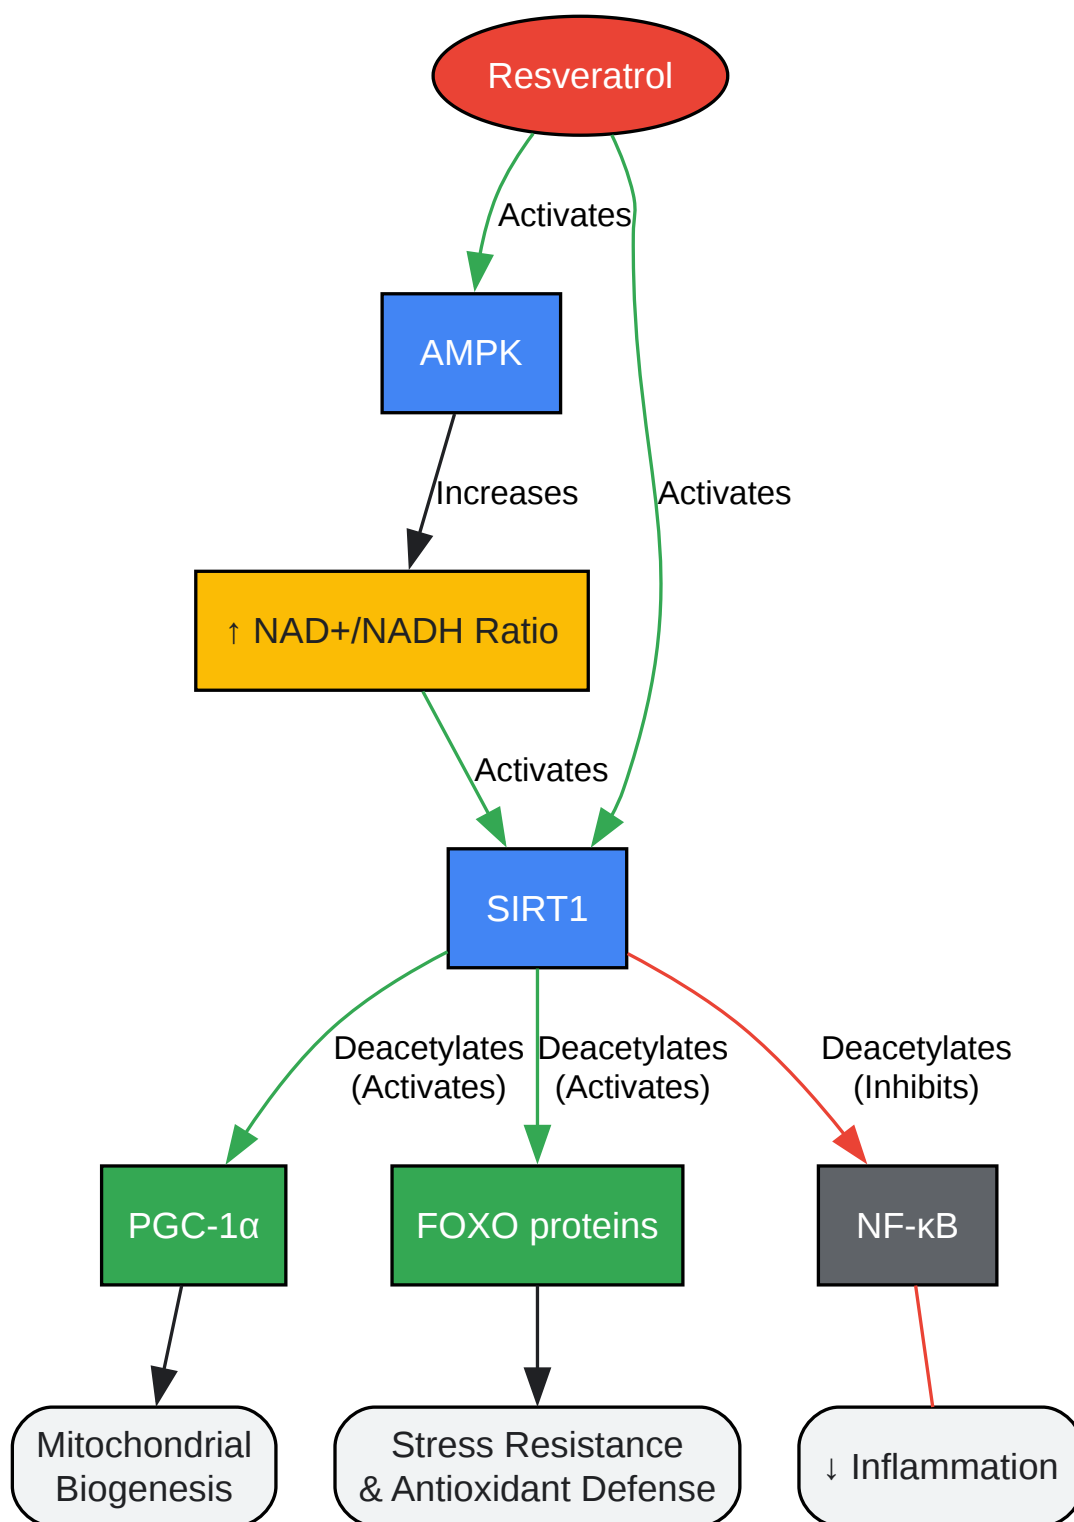 Resveratrol
Activates
AMPK
Increases
Activates
↑ NAD+/NADH Ratio
Activates
SIRT1
Deacetylates
(Activates)
Deacetylates
(Activates)
Deacetylates
(Inhibits)
PGC-1α
FOXO proteins
NF-κB
Mitochondrial
Biogenesis
Stress Resistance
& Antioxidant Defense
↓ Inflammation